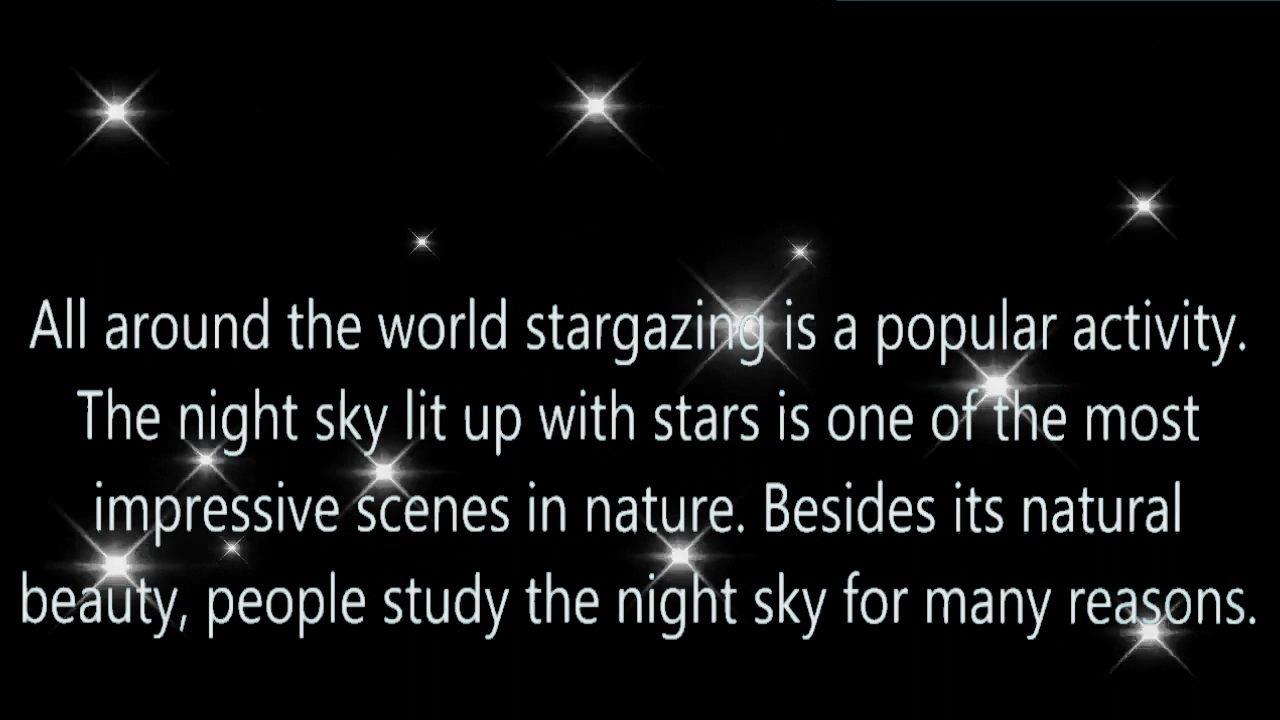 All around the world stargazing is a popular activity.
The night sky lit up with stars is one of the most
impressive scenes in nature. Besides its natural
beauty, people study the night sky for many reasons.